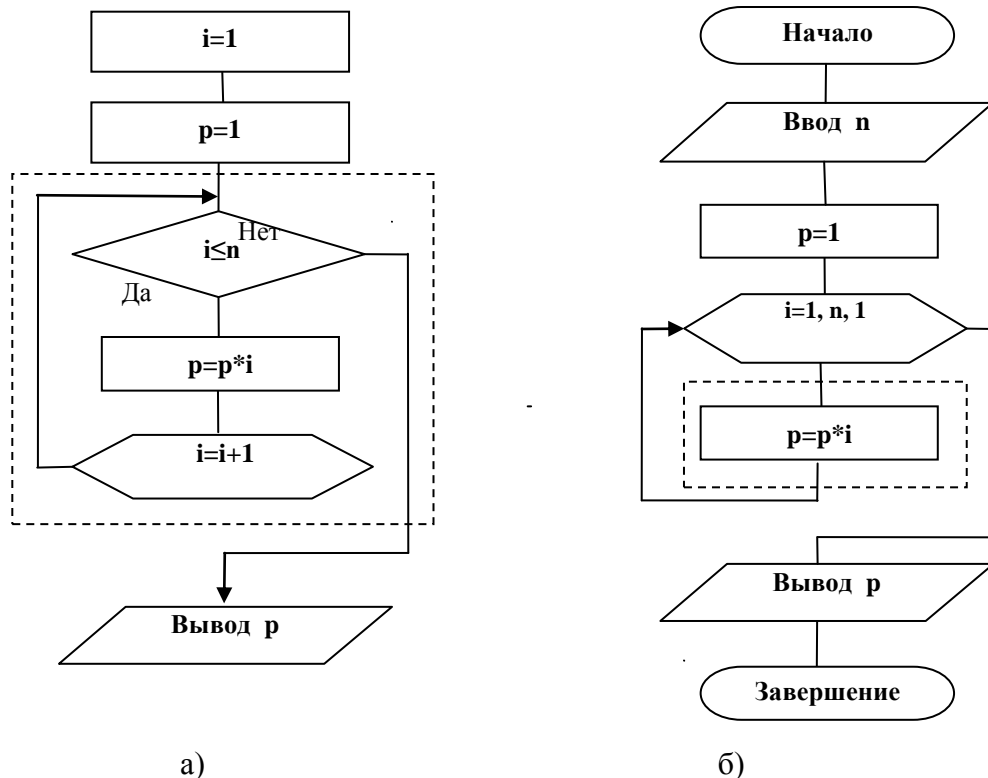 i=1
p=1
Нет
i≤n
Да
p=p*i
i=i+1
Вывод p
а)
Начало
Ввод n
p=1
i=1, n, 1
p=p*i
Вывод p
Завершение
б)